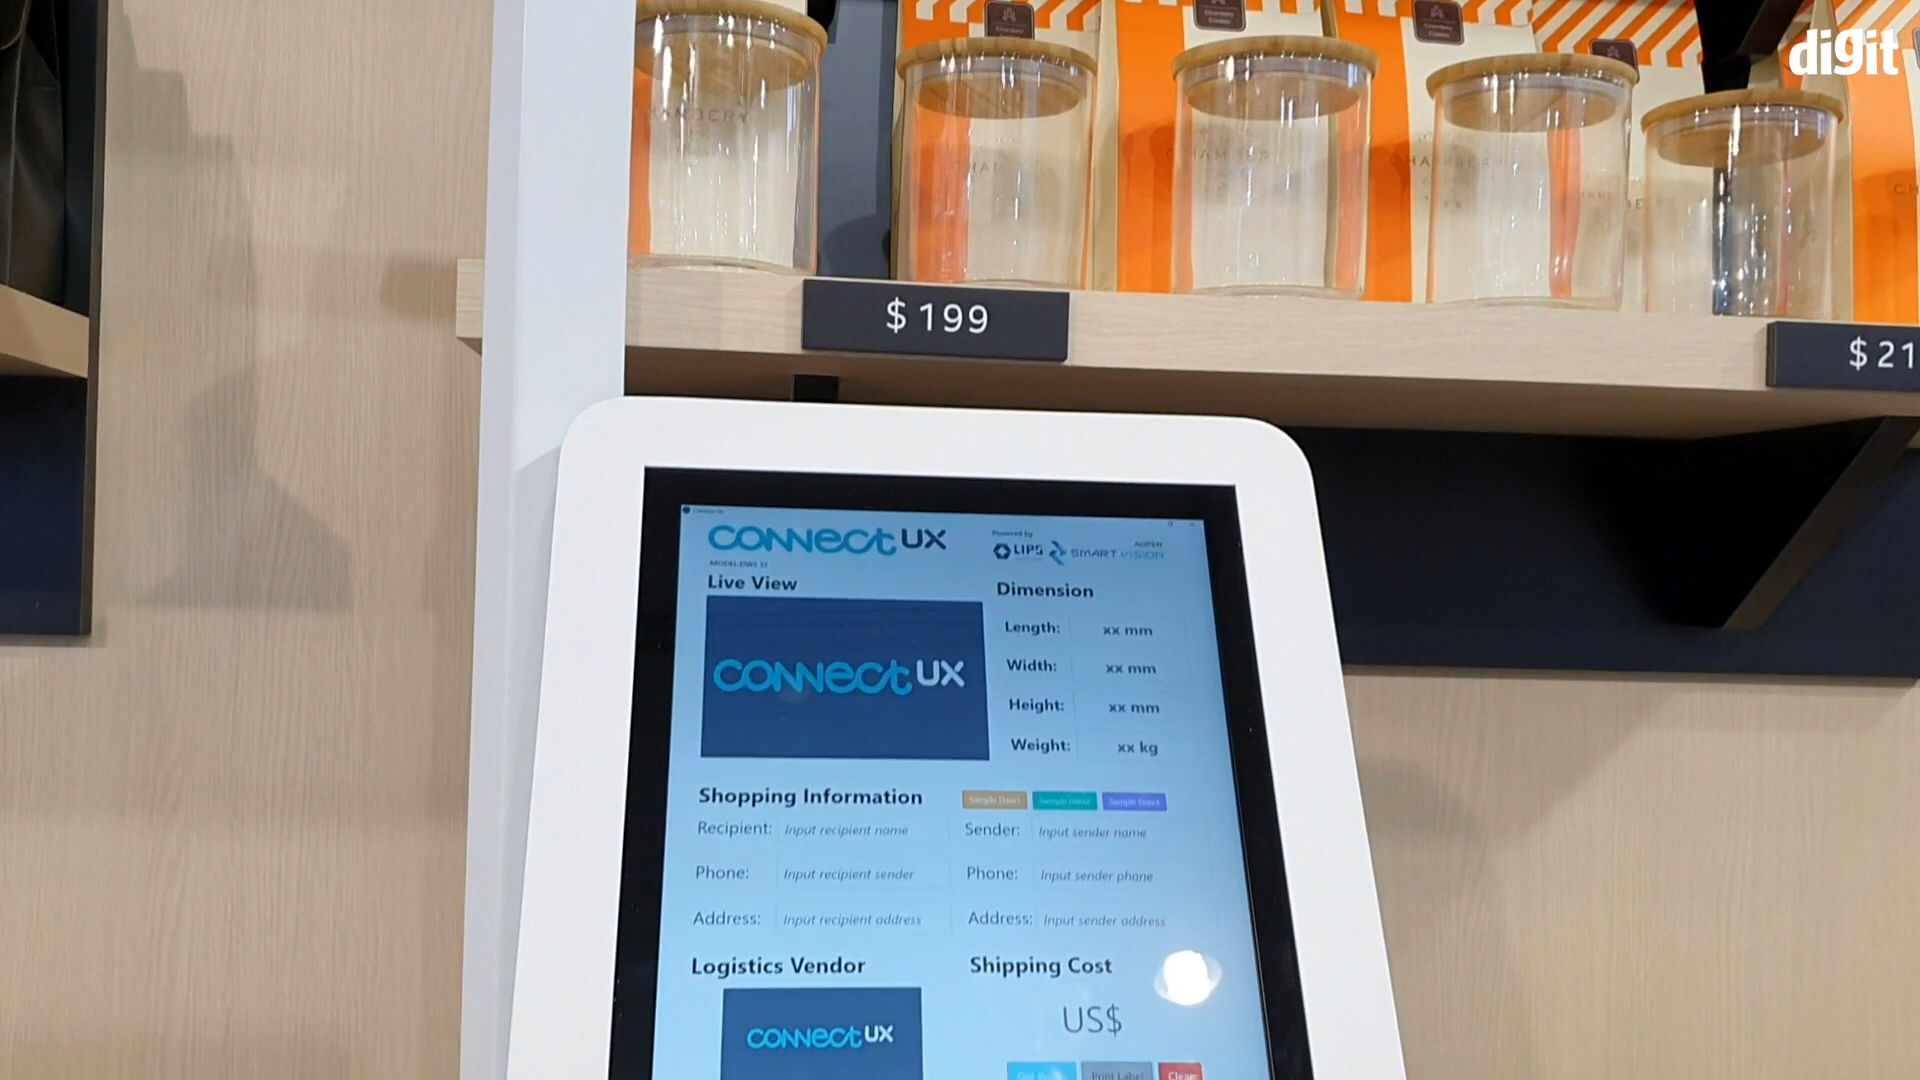 digit
CHAMBERY
$199
$21
connect UX
Powered by
LIPS
SMART VISION
AOPEN
Live View
Dimension
connect UX
Length: xx mm
Width: xx mm
Height: xx mm
Weight: xx kg
Shopping Information
Recipient: Input recipient name
Sender: Input sender name
Phone: Input recipient sender
Phone: Input sender phone
Address: Input recipient address
Address: Input sender address
Logistics Vendor
Shipping Cost
connect UX
US$
Print Label
Clear